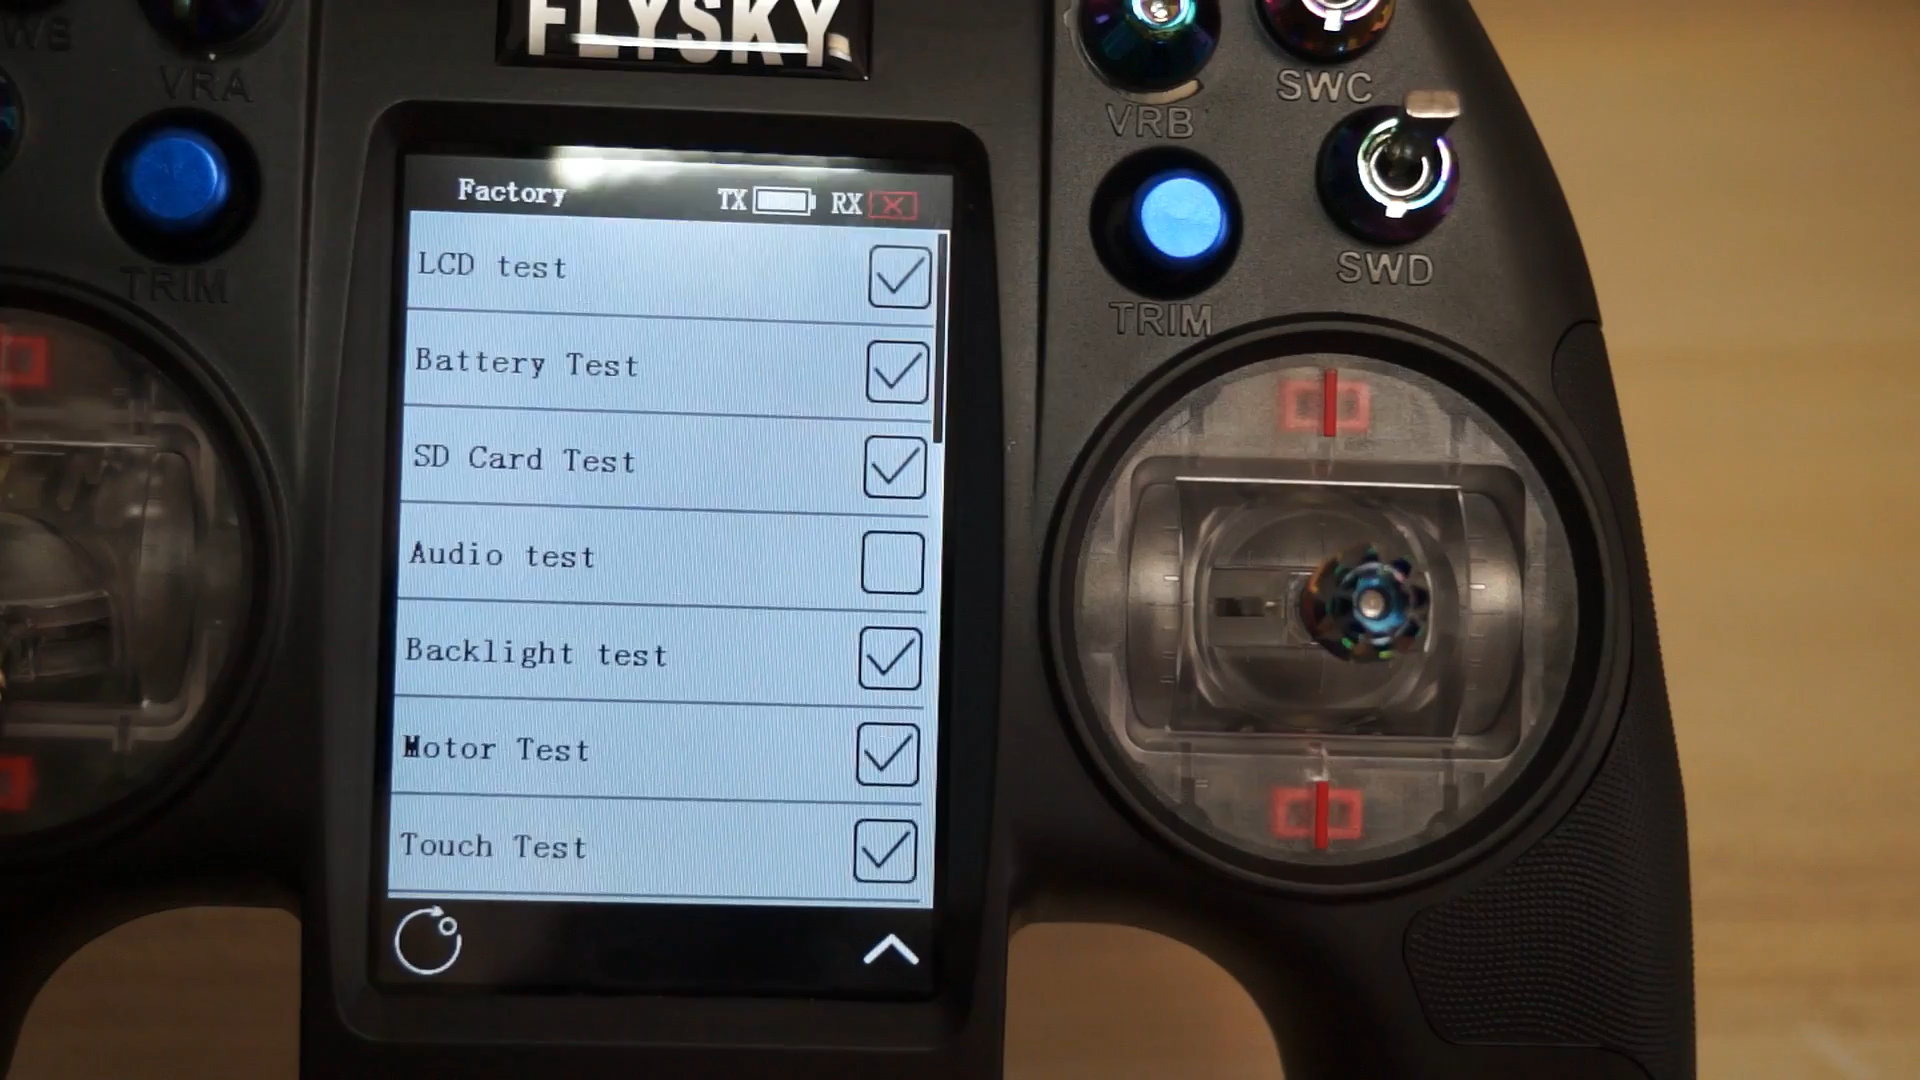 FLYSKY
WB
VRA
SWC
VRB
SWD
TRIM
TRIM
Factory TX RX
LCD test
Battery Test
SD Card Test
Audio test
Backlight test
Motor Test
Touch Test